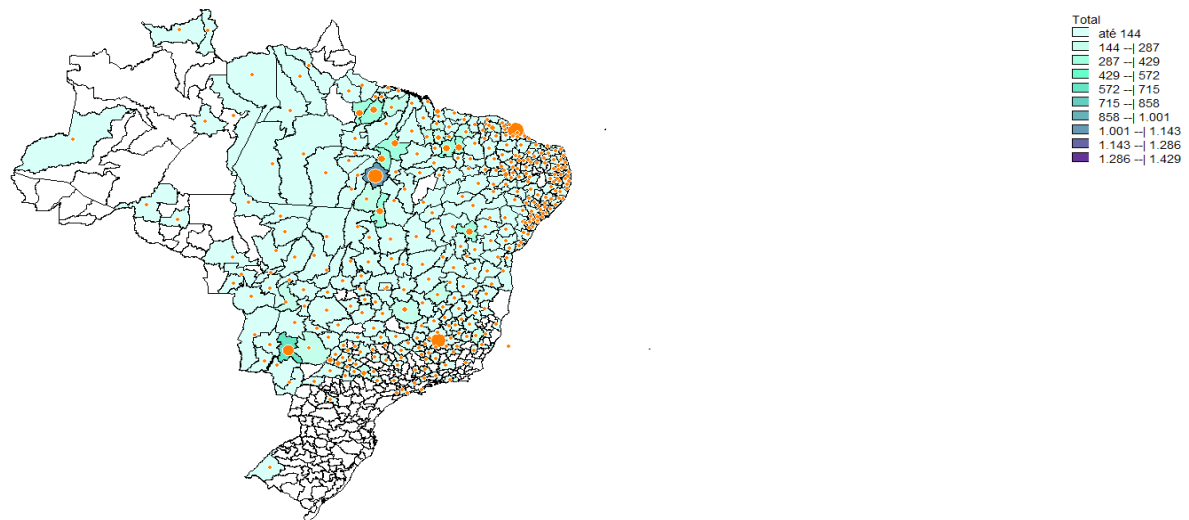 Total
até 144
144 --| 287
287 --| 429
429 --| 572
572 --| 715
715 --| 858
858 --| 1.001
1.001 --| 1.143
1.143 --| 1.286
1.286 --| 1.429